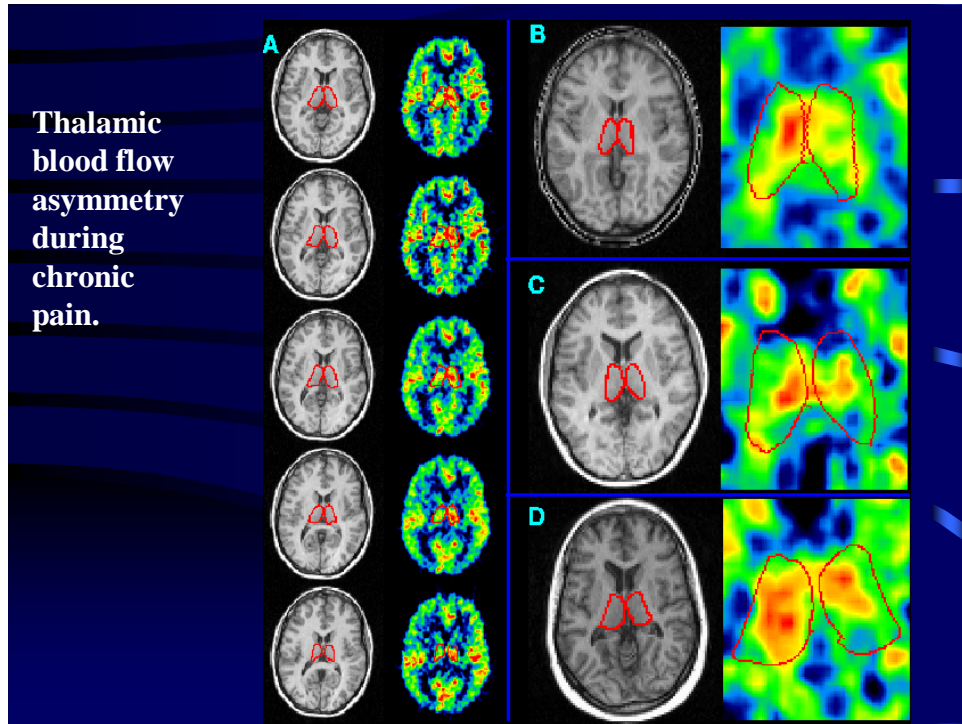 Thalamic
blood flow
asymmetry
during
chronic
pain.
A
B
C
D